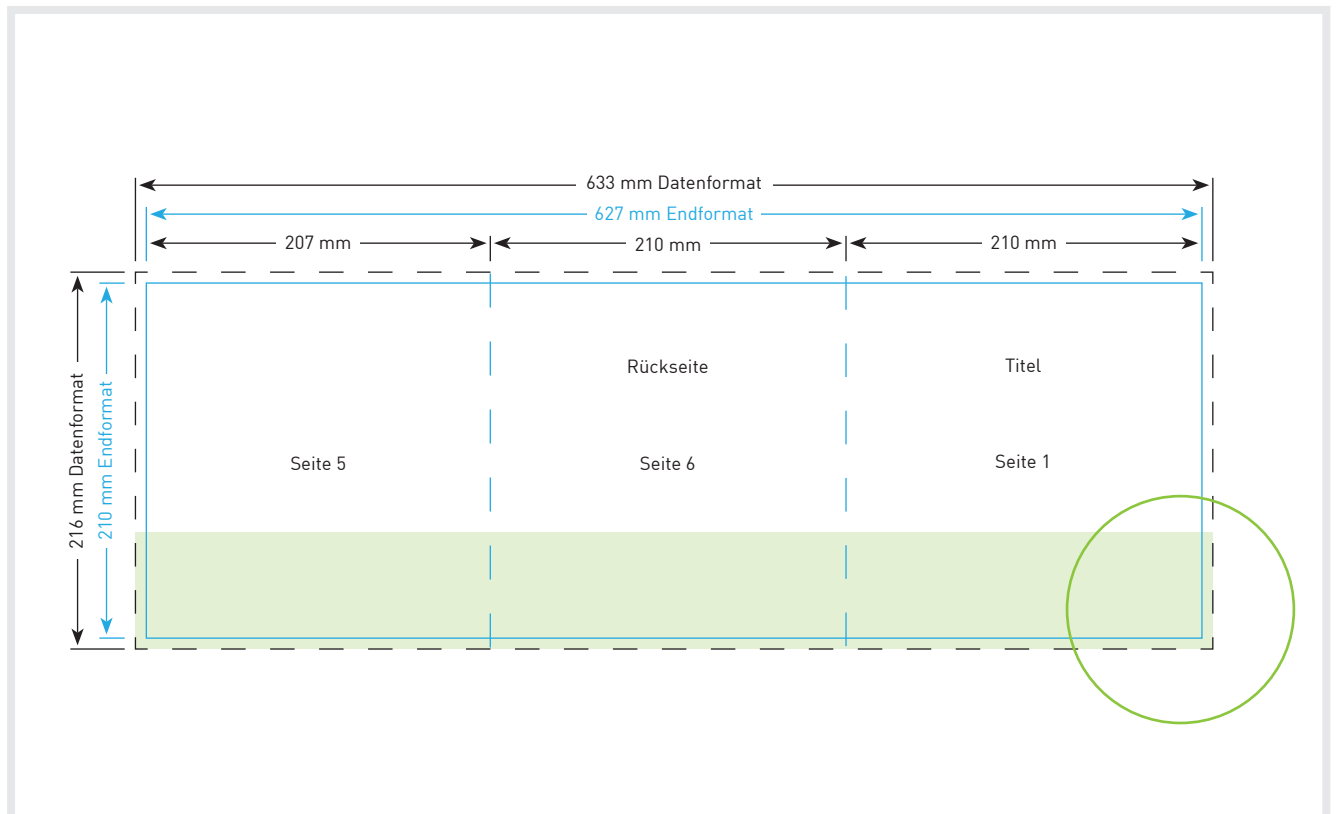 633 mm Datenformat
627 mm Endformat
207 mm
210 mm
210 mm
216 mm Datenformat
210 mm Endformat
Rückseite
Titel
Seite 5
Seite 6
Seite 1